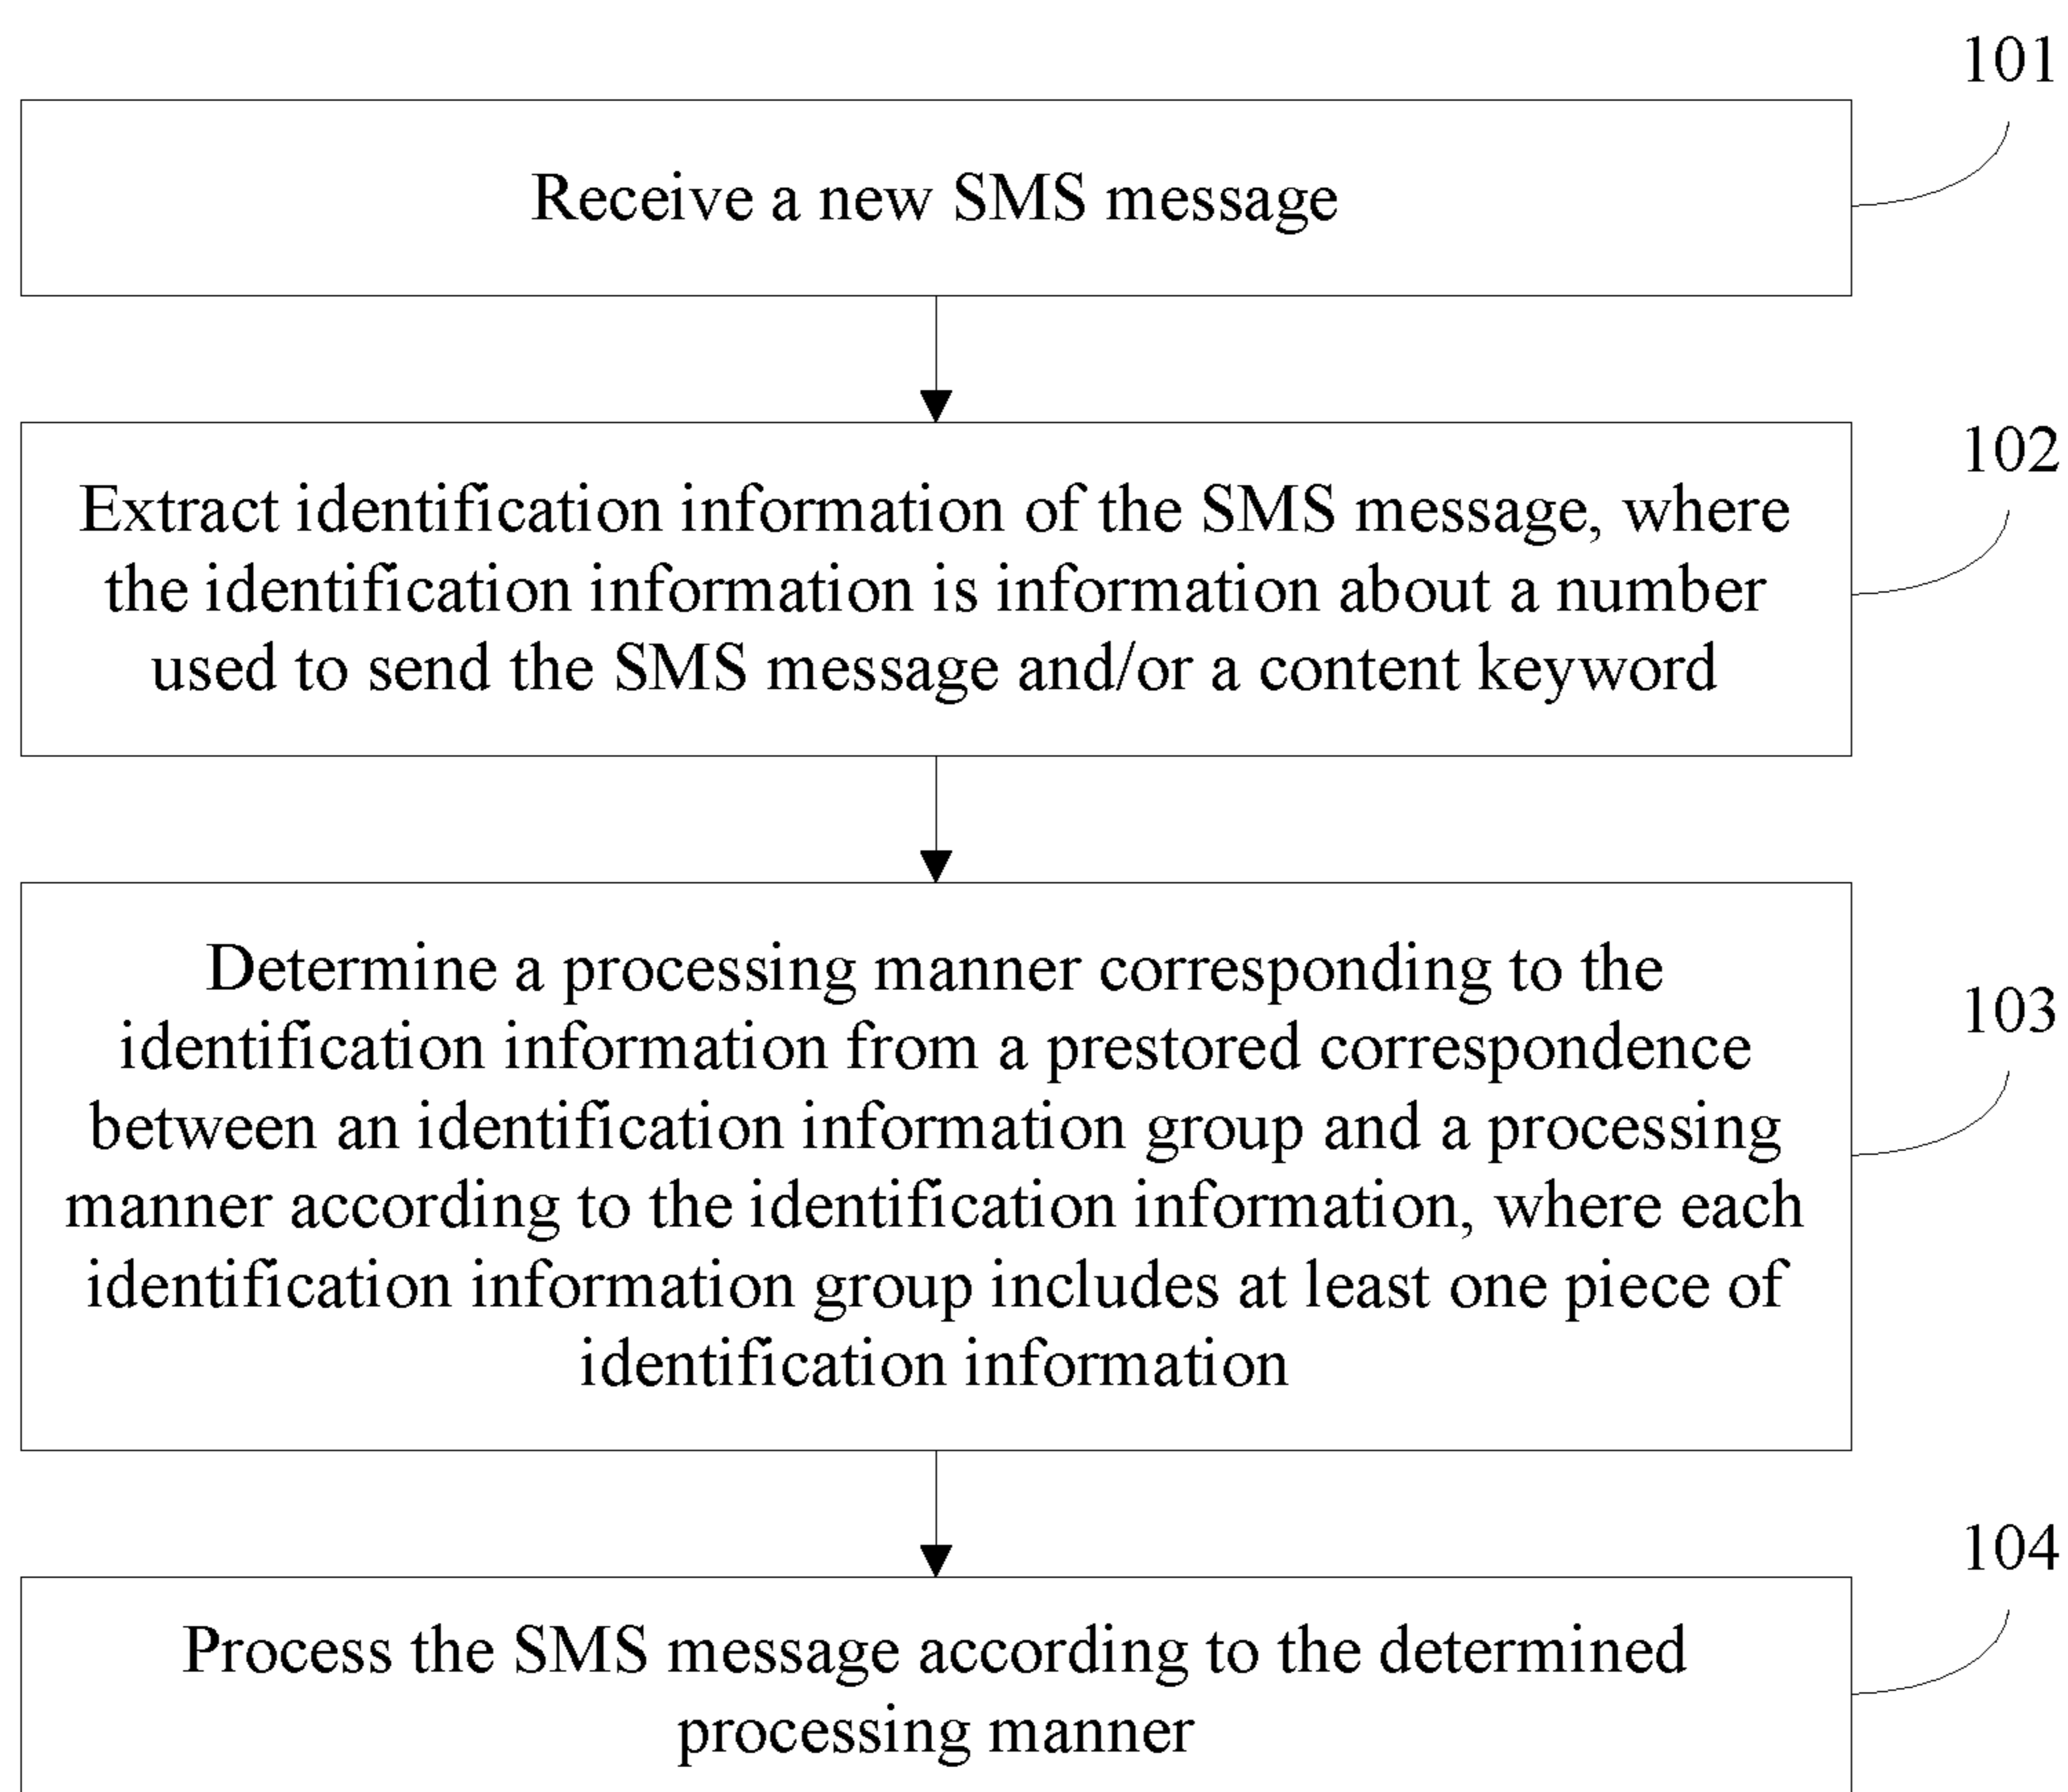 101
Receive a new SMS message
102
Extract identification information of the SMS message, where
the identification information is information about a number
used to send the SMS message and/or a content keyword
Determine a processing manner corresponding to the
identification information from a prestored correspondence
between an identification information group and a processing
manner according to the identification information, where each
identification information group includes at least one piece of
identification information
103
104
Process the SMS message according to the determined
processing manner